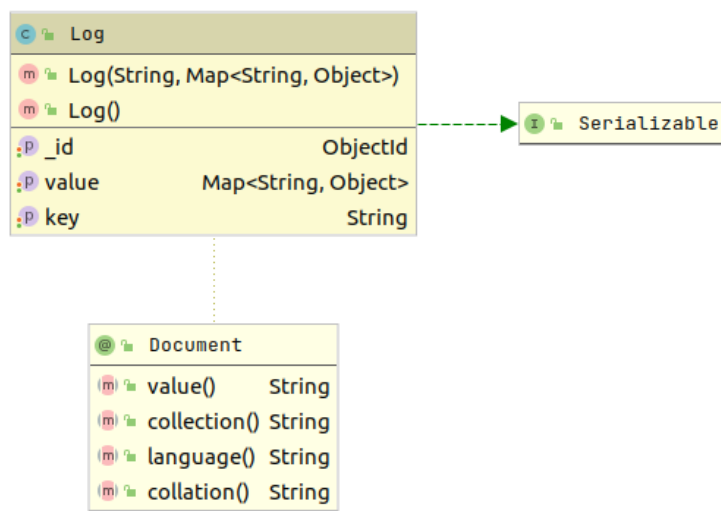 C Log
m Log(String, Map<String, Object>)
m Log()
P _id ObjectId
P value Map<String, Object>
P key String
I Serializable
@ Document
(m) value() String
(m) collection() String
(m) language() String
(m) collation() String